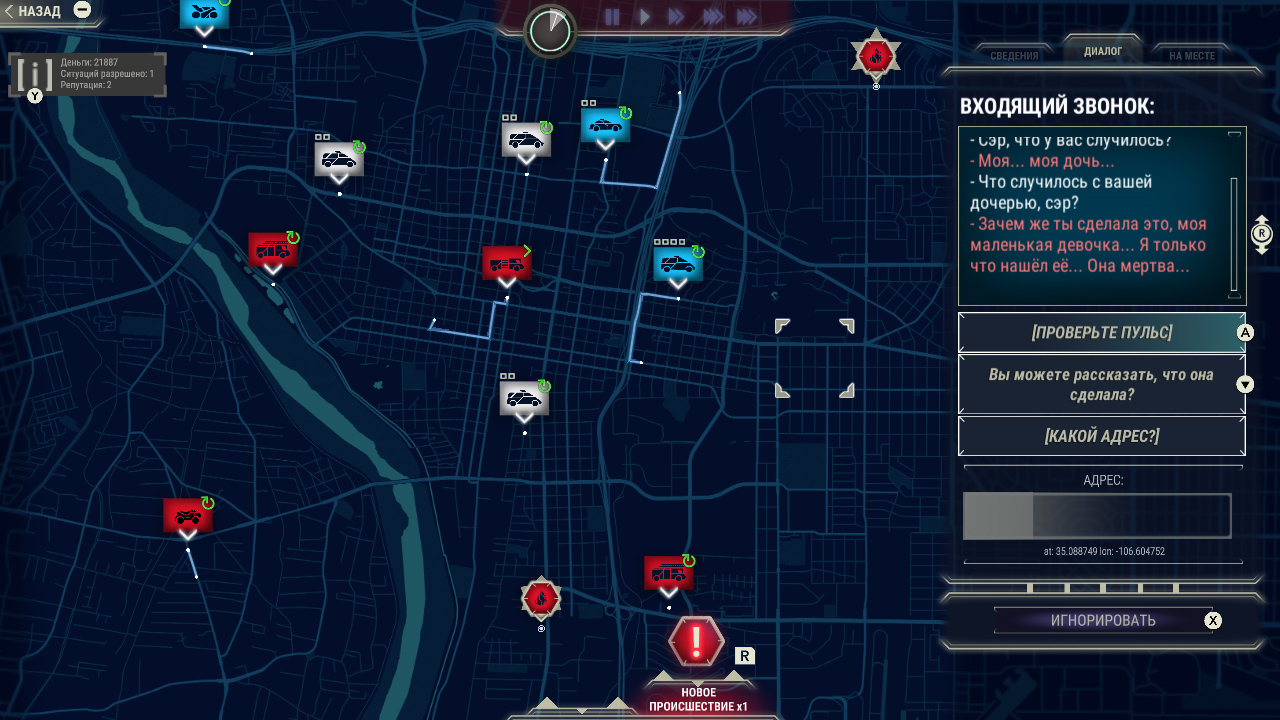 НАЗАД
Деньги: 21887
Ситуаций разрешено: 1
Репутация: 2
Y
СВЕДЕНИЯ
ДИАЛОГ
НА МЕСТЕ
ВХОДЯЩИЙ ЗВОНОК:
- Сэр, что у вас случилось?
- Моя... моя дочь...
- Что случилось с вашей
дочерью, сэр?
- Зачем же ты сделала это, моя
маленькая девочка... Я только
что нашёл её... Она мертва...
R
[ПРОВЕРЬТЕ ПУЛЬС]
A
Вы можете рассказать, что она
сделала?
[КАКОЙ АДРЕС?]
АДРЕС:
at: 35.088749 lon: -106.604752
ИГНОРИРОВАТЬ
X
R
НОВОЕ
ПРОИСШЕСТВИЕ x1